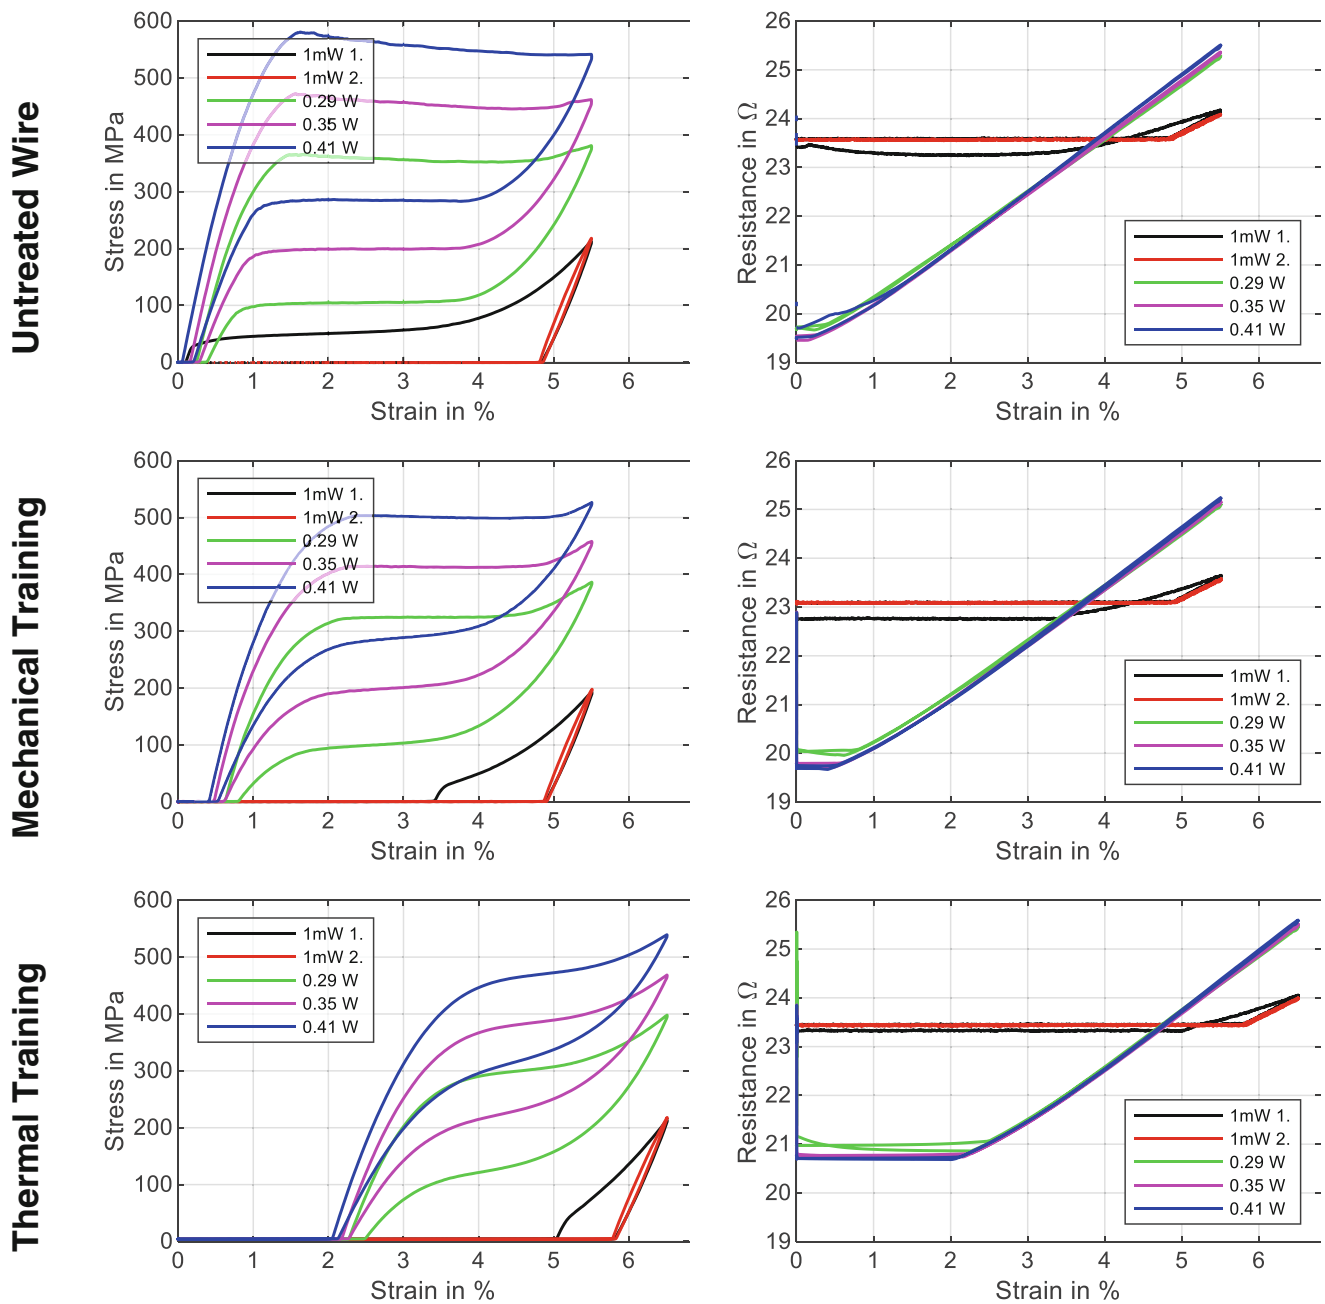 Untreated Wire
600
500
400
300
200
100
0
0 1 2 3 4 5 6
Stress in MPa
Strain in %
1mW 1.
1mW 2.
0.29 W
0.35 W
0.41 W
26
25
24
23
22
21
20
19
0 1 2 3 4 5 6
Resistance in Ω
Strain in %
1mW 1.
1mW 2.
0.29 W
0.35 W
0.41 W
Mechanical Training
600
500
400
300
200
100
0
0 1 2 3 4 5 6
Stress in MPa
Strain in %
1mW 1.
1mW 2.
0.29 W
0.35 W
0.41 W
26
25
24
23
22
21
20
19
0 1 2 3 4 5 6
Resistance in Ω
Strain in %
1mW 1.
1mW 2.
0.29 W
0.35 W
0.41 W
Thermal Training
600
500
400
300
200
100
0
0 1 2 3 4 5 6
Stress in MPa
Strain in %
1mW 1.
1mW 2.
0.29 W
0.35 W
0.41 W
26
25
24
23
22
21
20
19
0 1 2 3 4 5 6
Resistance in Ω
Strain in %
1mW 1.
1mW 2.
0.29 W
0.35 W
0.41 W